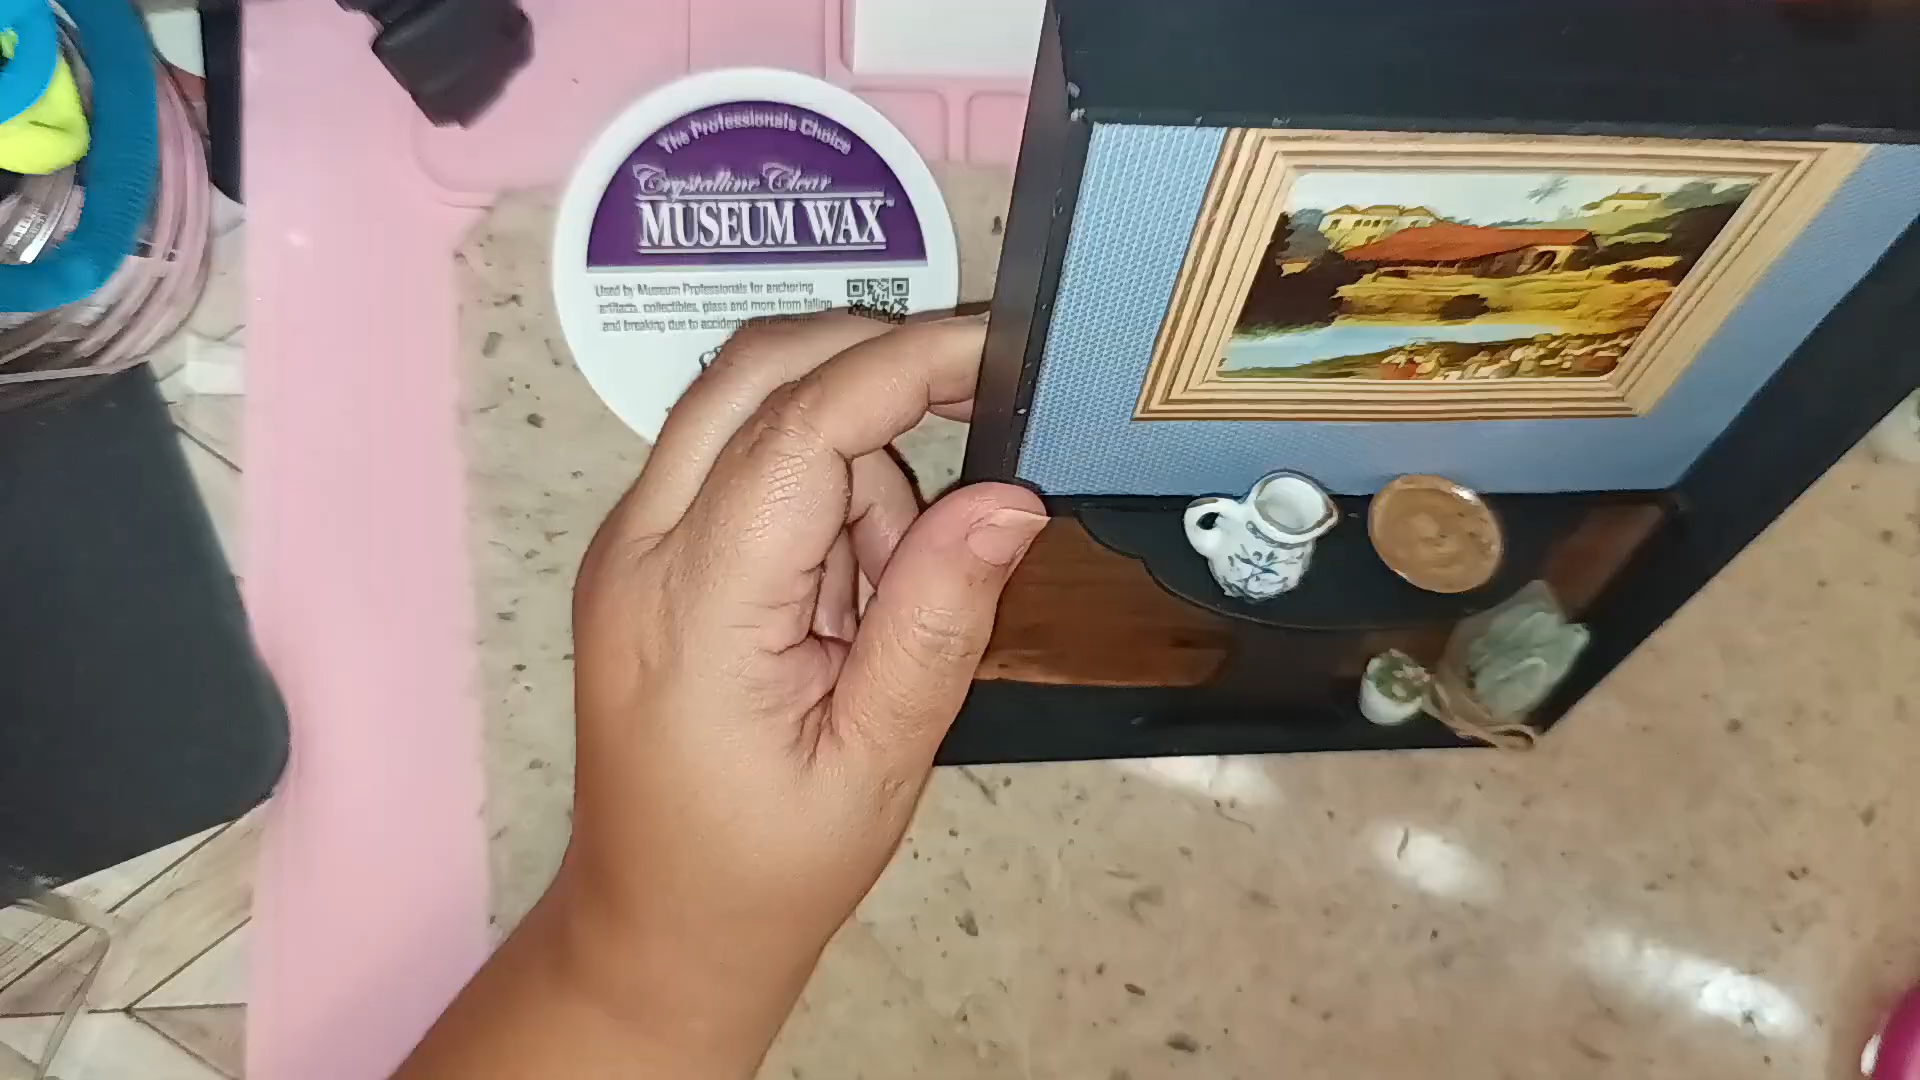 The Professionals Choice
Crystalline Clear
MUSEUM WAX™
Used by Museum Professionals for anchoring
artifacts, collectibles, glass and more from falling
and breaking due to accidents